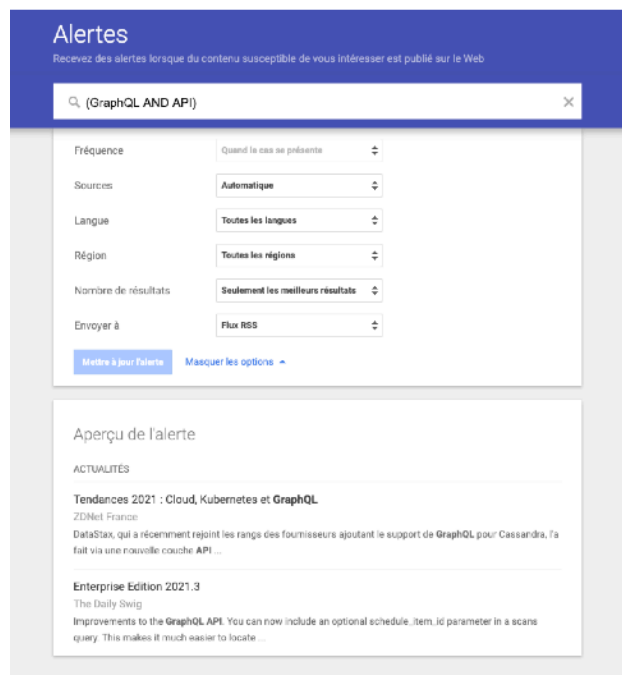 Alertes
Recevez des alertes lorsque du contenu susceptible de vous intéresser est publié sur le Web
(GraphQL AND API)
Fréquence Quand le cas se présente
Sources Automatique
Langue Toutes les langues
Région Toutes les régions
Nombre de résultats Seulement les meilleurs résultats
Envoyer à Flux RSS
Mettre à jour l'alerte Masquer les options
Aperçu de l'alerte
ACTUALITÉS
Tendances 2021 : Cloud, Kubernetes et GraphQL
ZDNet France
DataStax, qui a récemment rejoint les rangs des fournisseurs ajoutant le support de GraphQL pour Cassandra, l'a
fait via une nouvelle couche API ...
Enterprise Edition 2021.3
The Daily Swig
Improvements to the GraphQL API. You can now include an optional schedule_item_id parameter in a scans
query. This makes it much easier to locate ...